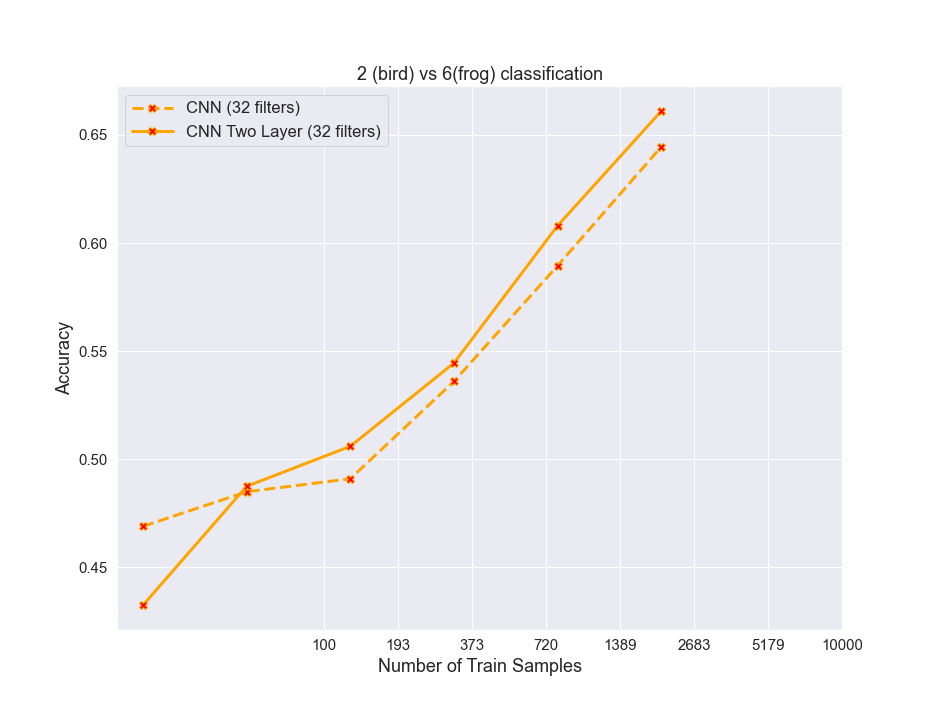 2 (bird) vs 6(frog) classification
CNN (32 filters)
CNN Two Layer (32 filters)
0.65
0.60
0.55
0.50
0.45
Accuracy
100 193 373 720 1389 2683 5179 10000
Number of Train Samples